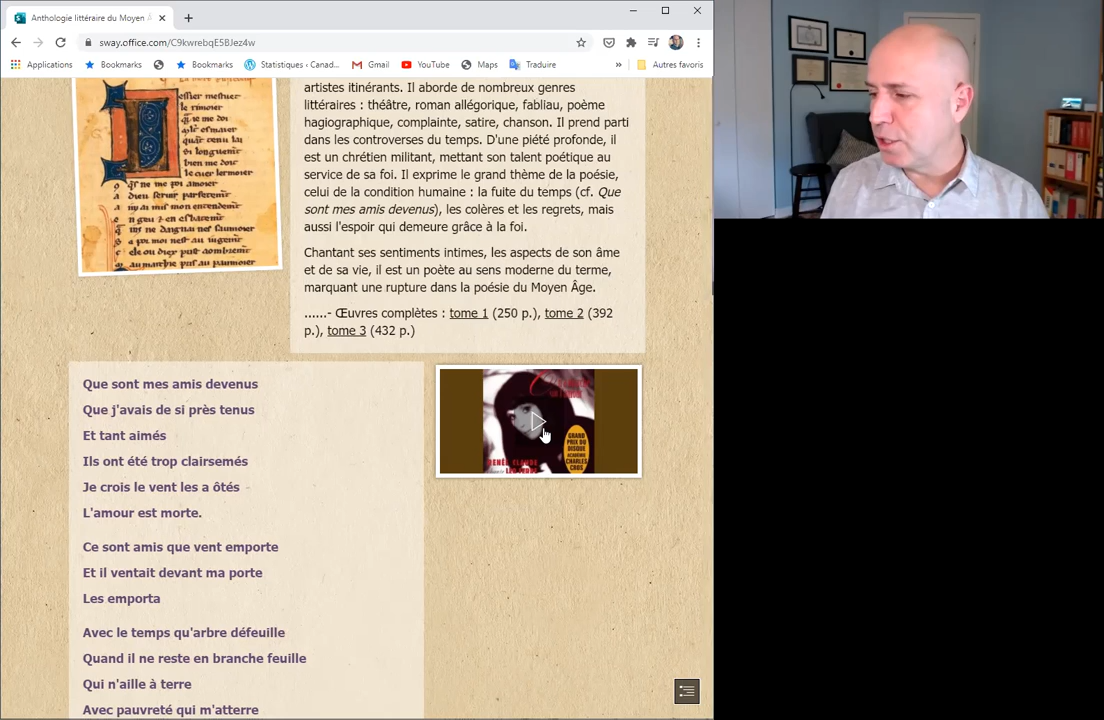 Anthologie littéraire du Moyen Â
sway.office.com/C9kwrebqE5BJez4w
Applications
Bookmarks
Bookmarks
Statistiques ‹ Canad...
Gmail
YouTube
Maps
Traduire
»
Autres favoris
artistes itinérants. Il aborde de nombreux genres
littéraires : théâtre, roman allégorique, fabliau, poème
hagiographique, complainte, satire, chanson. Il prend parti
dans les controverses du temps. D'une piété profonde, il
est un chrétien militant, mettant son talent poétique au
service de sa foi. Il exprime le grand thème de la poésie,
celui de la condition humaine : la fuite du temps (cf. Que
sont mes amis devenus), les colères et les regrets, mais
aussi l'espoir qui demeure grâce à la foi.
Chantant ses sentiments intimes, les aspects de son âme
et de sa vie, il est un poète au sens moderne du terme,
marquant une rupture dans la poésie du Moyen Âge.
......- Œuvres complètes : tome 1 (250 p.), tome 2 (392
p.), tome 3 (432 p.)
Que sont mes amis devenus
Que j'avais de si près tenus
Et tant aimés
Ils ont été trop clairsemés
Je crois le vent les a ôtés
L'amour est morte.
Ce sont amis que vent emporte
Et il ventait devant ma porte
Les emporta
Avec le temps qu'arbre défeuille
Quand il ne reste en branche feuille
Qui n'aille à terre
Avec pauvreté qui m'atterre
GRAND
PRIX DU
DISQUE
ACADÉMIE
CHARLES
CROS